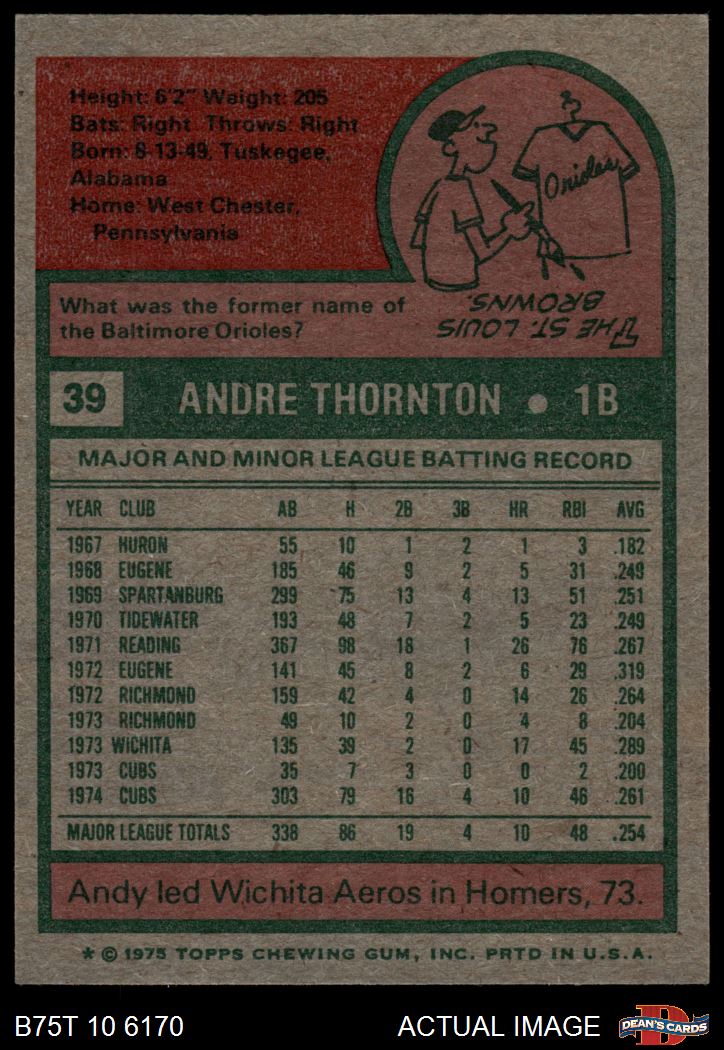 Height: 6'2" Weight: 205
Bats: Right Throws: Right
Born: 8-13-49, Tuskegee,
Alabama
Home: West Chester,
Pennsylvania
Orioles
What was the former name of
the Baltimore Orioles?
THE ST. LOUIS
BROWNS.
39 ANDRE THORNTON • 1B
MAJOR AND MINOR LEAGUE BATTING RECORD
YEAR CLUB AB H 2B 3B HR RBI AVG
1967 HURON 55 10 1 2 1 3 .182
1968 EUGENE 185 46 9 2 5 31 .249
1969 SPARTANBURG 299 75 13 4 13 51 .251
1970 TIDEWATER 193 48 7 2 5 23 .249
1971 READING 367 98 18 1 26 76 .267
1972 EUGENE 141 45 8 2 6 29 .319
1972 RICHMOND 159 42 4 0 14 26 .264
1973 RICHMOND 49 10 2 0 4 8 .204
1973 WICHITA 135 39 2 0 17 45 .289
1973 CUBS 35 7 3 0 0 2 .200
1974 CUBS 303 79 16 4 10 46 .261
MAJOR LEAGUE TOTALS 338 86 19 4 10 48 .254
Andy led Wichita Aeros in Homers, 73.
* © 1975 TOPPS CHEWING GUM, INC. PRTD IN U.S.A.
B75T 10 6170 ACTUAL IMAGE
D
DEAN'S CARDS